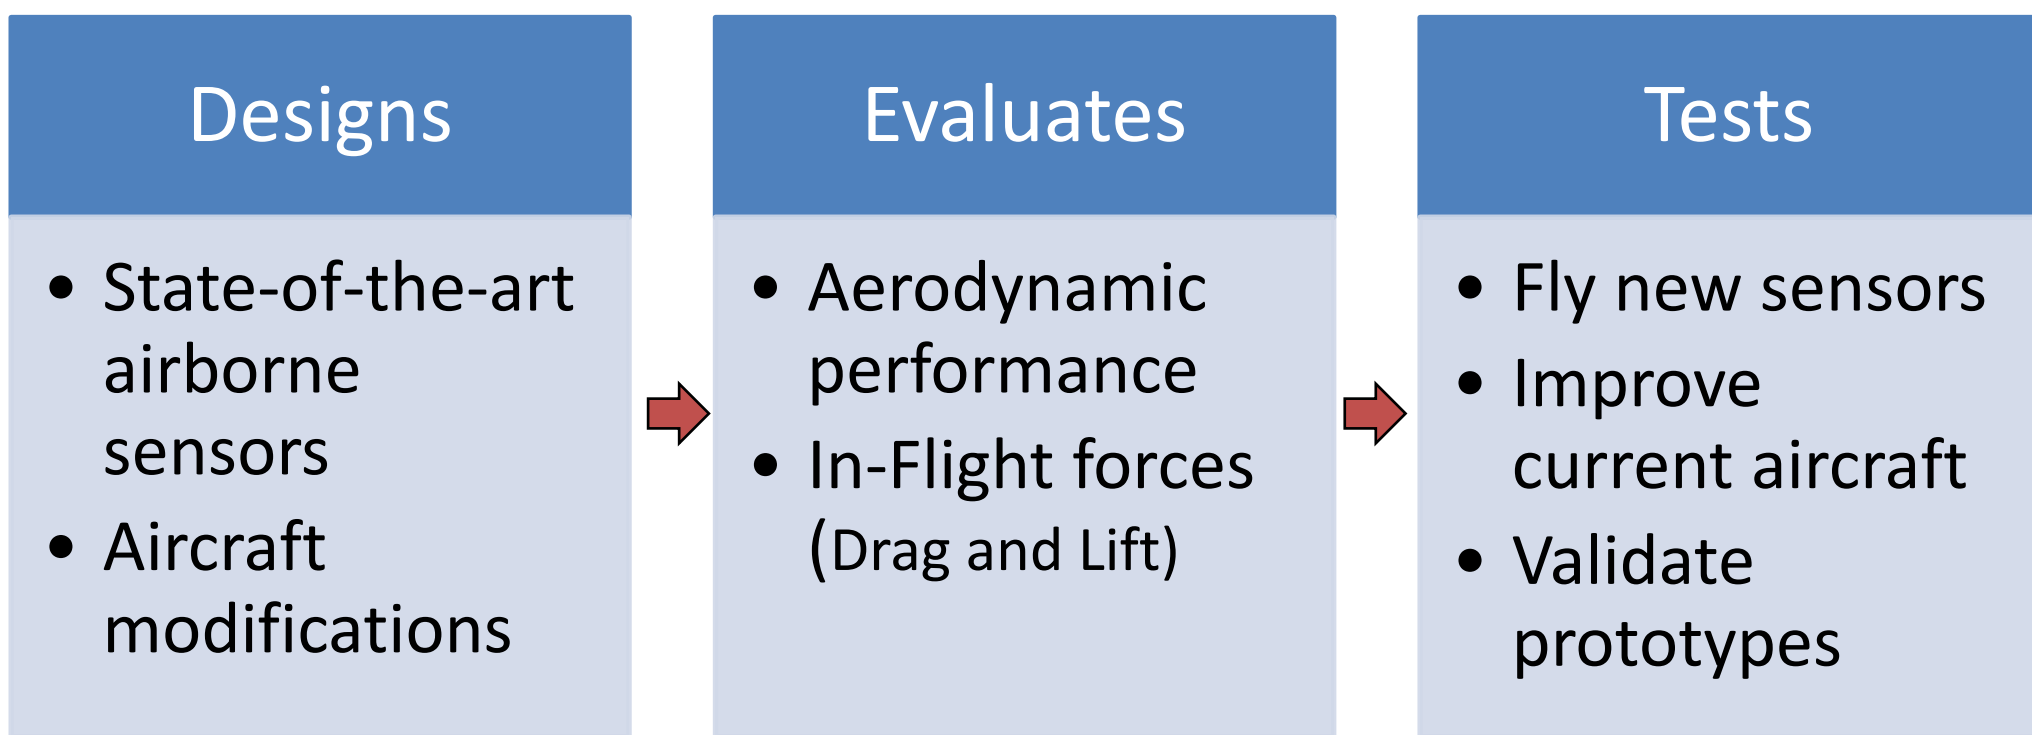 Designs
• State-of-the-art
airborne
sensors
• Aircraft
modifications
Evaluates
• Aerodynamic
performance
• In-Flight forces
(Drag and Lift)
Tests
• Fly new sensors
• Improve
current aircraft
• Validate
prototypes